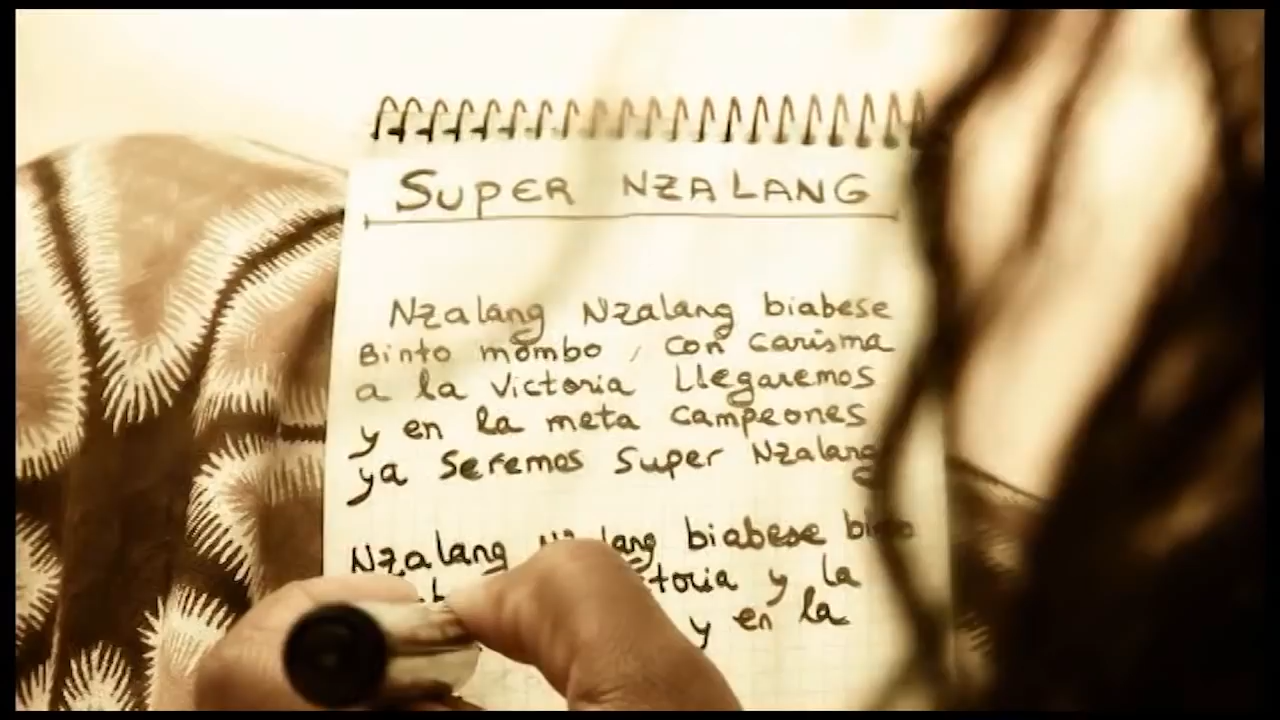 SUPER NZALANG
Nzalang Nzalang biabese
Binto mombo, con carisma
a la victoria Llegaremos
y en la meta campeones
ya Seremos Super Nzalang
Nzalang biabese
y la
y en la